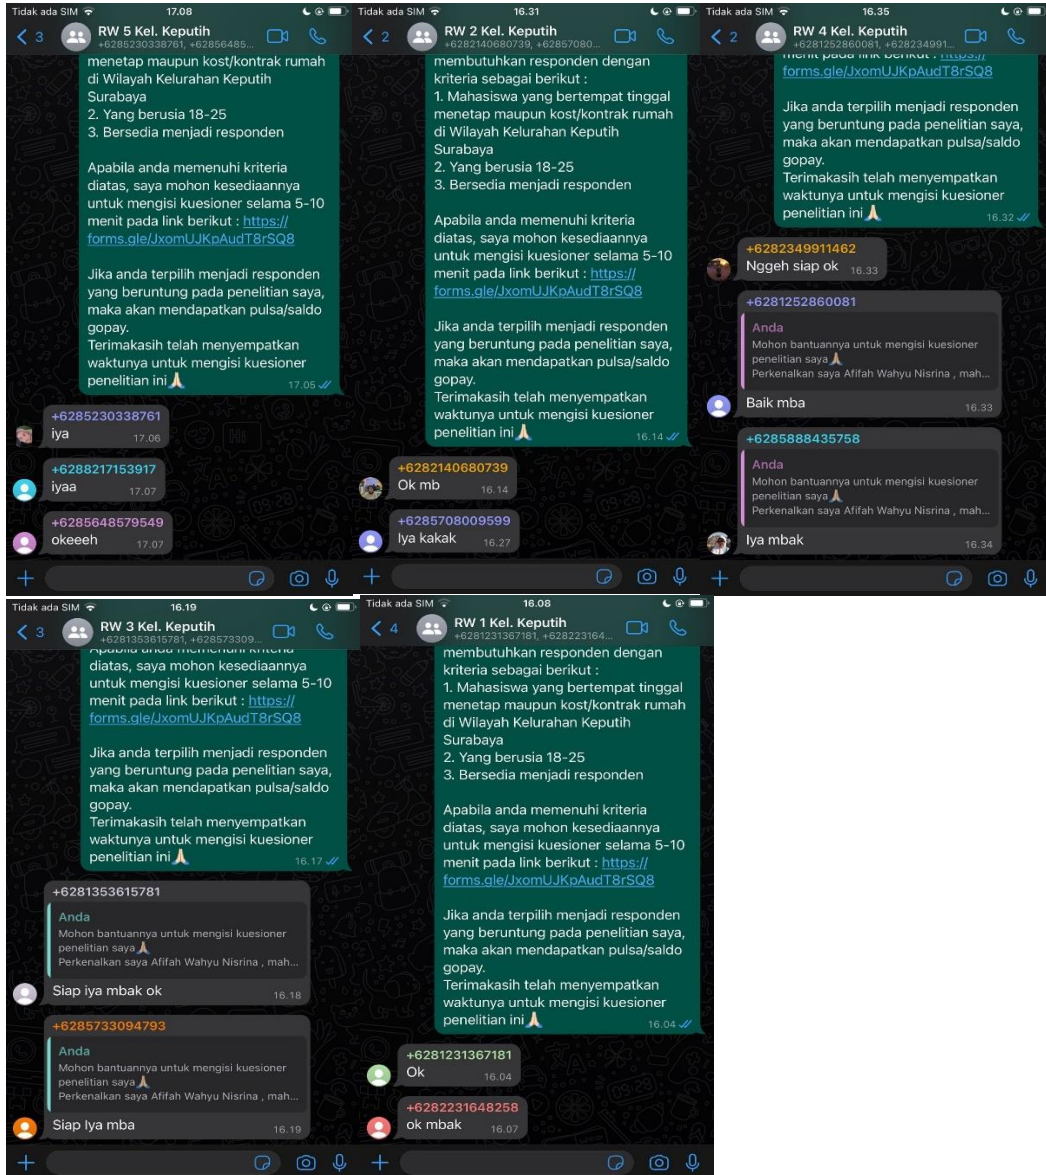 Tidak ada SIM 17.08
3 RW 5 Kel. Keputih
+6285230338761, +62856485...
menetap maupun kost/kontrak rumah
di Wilayah Kelurahan Keputih
Surabaya
2. Yang berusia 18-25
3. Bersedia menjadi responden
Apabila anda memenuhi kriteria
diatas, saya mohon kesediaannya
untuk mengisi kuesioner selama 5-10
menit pada link berikut : https://
forms.gle/JxomUJKpAudT8rSQ8
Jika anda terpilih menjadi responden
yang beruntung pada penelitian saya,
maka akan mendapatkan pulsa/saldo
gopay.
Terimakasih telah menyempatkan
waktunya untuk mengisi kuesioner
penelitian ini🙏🏻 17.05
+6285230338761
iya 17.06
+6288217153917
iyaa 17.07
+6285648579549
okeeeh 17.07
Tidak ada SIM 16.31
2 RW 2 Kel. Keputih
+6282140680739, +62857080...
membutuhkan responden dengan
kriteria sebagai berikut :
1. Mahasiswa yang bertempat tinggal
menetap maupun kost/kontrak rumah
di Wilayah Kelurahan Keputih
Surabaya
2. Yang berusia 18-25
3. Bersedia menjadi responden
Apabila anda memenuhi kriteria
diatas, saya mohon kesediaannya
untuk mengisi kuesioner selama 5-10
menit pada link berikut : https://
forms.gle/JxomUJKpAudT8rSQ8
Jika anda terpilih menjadi responden
yang beruntung pada penelitian saya,
maka akan mendapatkan pulsa/saldo
gopay.
Terimakasih telah menyempatkan
waktunya untuk mengisi kuesioner
penelitian ini🙏🏻 16.14
+6282140680739
Ok mb 16.14
+6285708009599
Iya kakak 16.27
Tidak ada SIM 16.35
2 RW 4 Kel. Keputih
+6281252860081, +628234991...
menit pada link berikut : https://
forms.gle/JxomUJKpAudT8rSQ8
Jika anda terpilih menjadi responden
yang beruntung pada penelitian saya,
maka akan mendapatkan pulsa/saldo
gopay.
Terimakasih telah menyempatkan
waktunya untuk mengisi kuesioner
penelitian ini🙏🏻 16.32
+6282349911462
Nggeh siap ok 16.33
+6281252860081
Anda
Mohon bantuannya untuk mengisi kuesioner
penelitian saya🙏🏼
Perkenalkan saya Afifah Wahyu Nisrina , mah...
Baik mba 16.33
+6285888435758
Anda
Mohon bantuannya untuk mengisi kuesioner
penelitian saya🙏🏼
Perkenalkan saya Afifah Wahyu Nisrina , mah...
Iya mbak 16.34
Tidak ada SIM 16.19
3 RW 3 Kel. Keputih
+6281353615781, +628573309...
Apabila anda memenuhi kriteria
diatas, saya mohon kesediaannya
untuk mengisi kuesioner selama 5-10
menit pada link berikut : https://
forms.gle/JxomUJKpAudT8rSQ8
Jika anda terpilih menjadi responden
yang beruntung pada penelitian saya,
maka akan mendapatkan pulsa/saldo
gopay.
Terimakasih telah menyempatkan
waktunya untuk mengisi kuesioner
penelitian ini🙏🏻 16.17
+6281353615781
Anda
Mohon bantuannya untuk mengisi kuesioner
penelitian saya🙏🏼
Perkenalkan saya Afifah Wahyu Nisrina , mah...
Siap iya mbak ok 16.18
+6285733094793
Anda
Mohon bantuannya untuk mengisi kuesioner
penelitian saya🙏🏼
Perkenalkan saya Afifah Wahyu Nisrina , mah...
Siap Iya mba 16.19
Tidak ada SIM 16.08
4 RW 1 Kel. Keputih
+6281231367181, +628223164...
membutuhkan responden dengan
kriteria sebagai berikut :
1. Mahasiswa yang bertempat tinggal
menetap maupun kost/kontrak rumah
di Wilayah Kelurahan Keputih
Surabaya
2. Yang berusia 18-25
3. Bersedia menjadi responden
Apabila anda memenuhi kriteria
diatas, saya mohon kesediaannya
untuk mengisi kuesioner selama 5-10
menit pada link berikut : https://
forms.gle/JxomUJKpAudT8rSQ8
Jika anda terpilih menjadi responden
yang beruntung pada penelitian saya,
maka akan mendapatkan pulsa/saldo
gopay.
Terimakasih telah menyempatkan
waktunya untuk mengisi kuesioner
penelitian ini🙏🏻 16.04
+6281231367181
Ok 16.04
+6282231648258
ok mbak 16.07